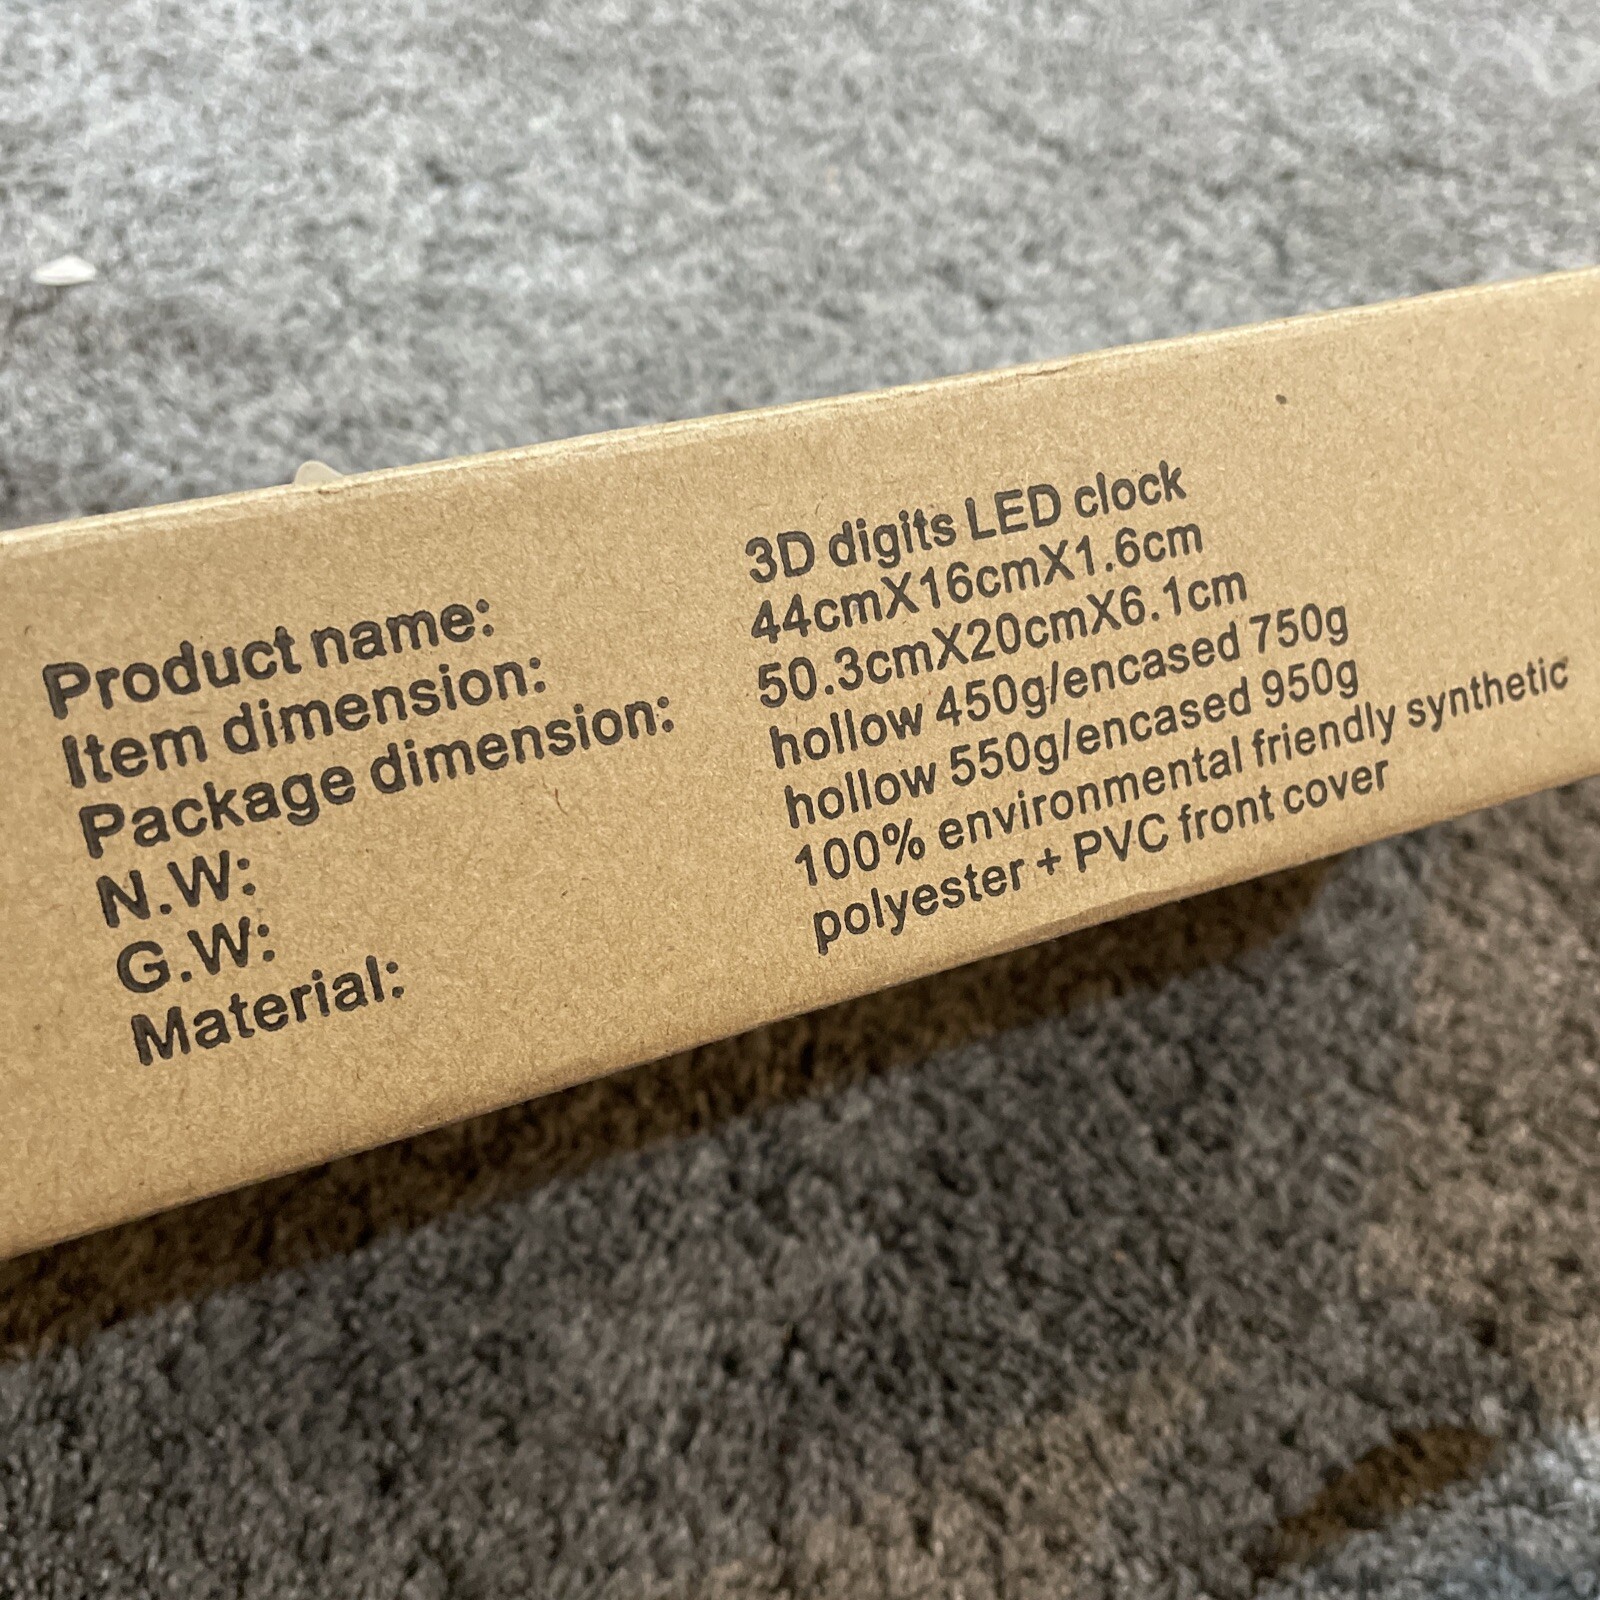 Product name: 3D digits LED clock
Item dimension: 44cmX16cmX1.6cm
Package dimension: 50.3cmX20cmX6.1cm
N.W: hollow 450g/encased 750g
G.W: hollow 550g/encased 950g
Material: 100% environmental friendly synthetic
polyester + PVC front cover